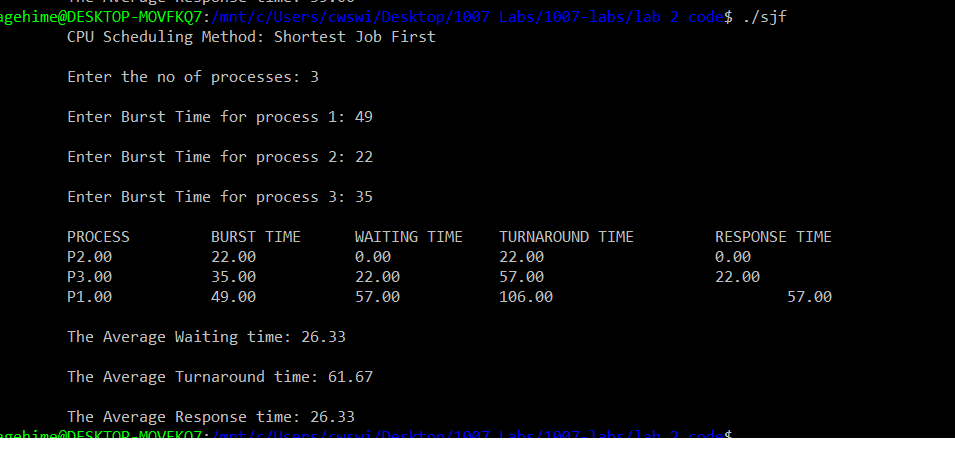 Average Response time: 39.00
agehime@DESKTOP-MOVFKQ7:/mnt/c/Users/cwswi/Desktop/1007 Labs/1007-labs/lab 2 code$ ./sjf
CPU Scheduling Method: Shortest Job First
Enter the no of processes: 3
Enter Burst Time for process 1: 49
Enter Burst Time for process 2: 22
Enter Burst Time for process 3: 35
PROCESS BURST TIME WAITING TIME TURNAROUND TIME RESPONSE TIME
P2.00 22.00 0.00 22.00 0.00
P3.00 35.00 22.00 57.00 22.00
P1.00 49.00 57.00 106.00 57.00
The Average Waiting time: 26.33
The Average Turnaround time: 61.67
The Average Response time: 26.33
agehime@DESKTOP-MOVFKQ7:/mnt/c/Users/cwswi/Desktop/1007 Labs/1007-labs/lab 2 code$